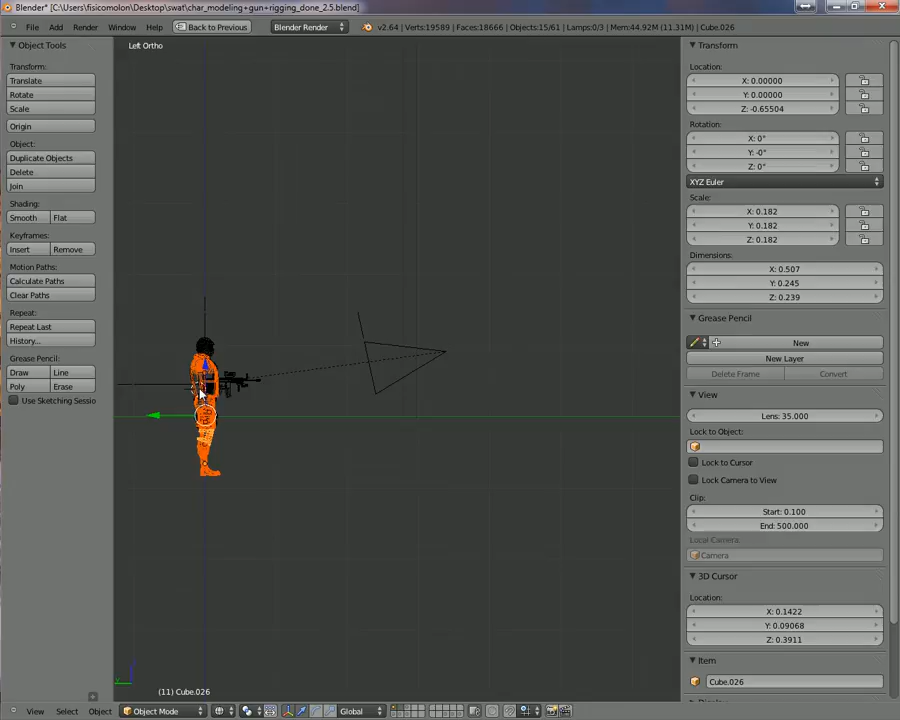 Blender* [C:\Users\fisicomolon\Desktop\swat\char_modeling+gun+rigging_done_2.5.blend]
File Add Render Window Help Back to Previous Blender Render v2.64 | Verts:19589 | Faces:18666 | Objects:15/61 | Lamps:0/3 | Mem:44.92M (11.31M) | Cube.026
Object Tools
Transform:
Translate
Rotate
Scale
Origin
Object:
Duplicate Objects
Delete
Join
Shading:
Smooth Flat
Keyframes:
Insert Remove
Motion Paths:
Calculate Paths
Clear Paths
Repeat:
Repeat Last
History...
Grease Pencil:
Draw Line
Poly Erase
Use Sketching Sessio
Left Ortho
(11) Cube.026
Transform
Location:
X: 0.00000
Y: 0.00000
Z: -0.65504
Rotation:
X: 0°
Y: -0°
Z: 0°
XYZ Euler
Scale:
X: 0.182
Y: 0.182
Z: 0.182
Dimensions:
X: 0.507
Y: 0.245
Z: 0.239
Grease Pencil
New
New Layer
Delete Frame Convert
View
Lens: 35.000
Lock to Object:
Lock to Cursor
Lock Camera to View
Clip:
Start: 0.100
End: 500.000
Local Camera:
Camera
3D Cursor
Location:
X: 0.1422
Y: 0.09068
Z: 0.3911
Item
Cube.026
View Select Object Object Mode Global